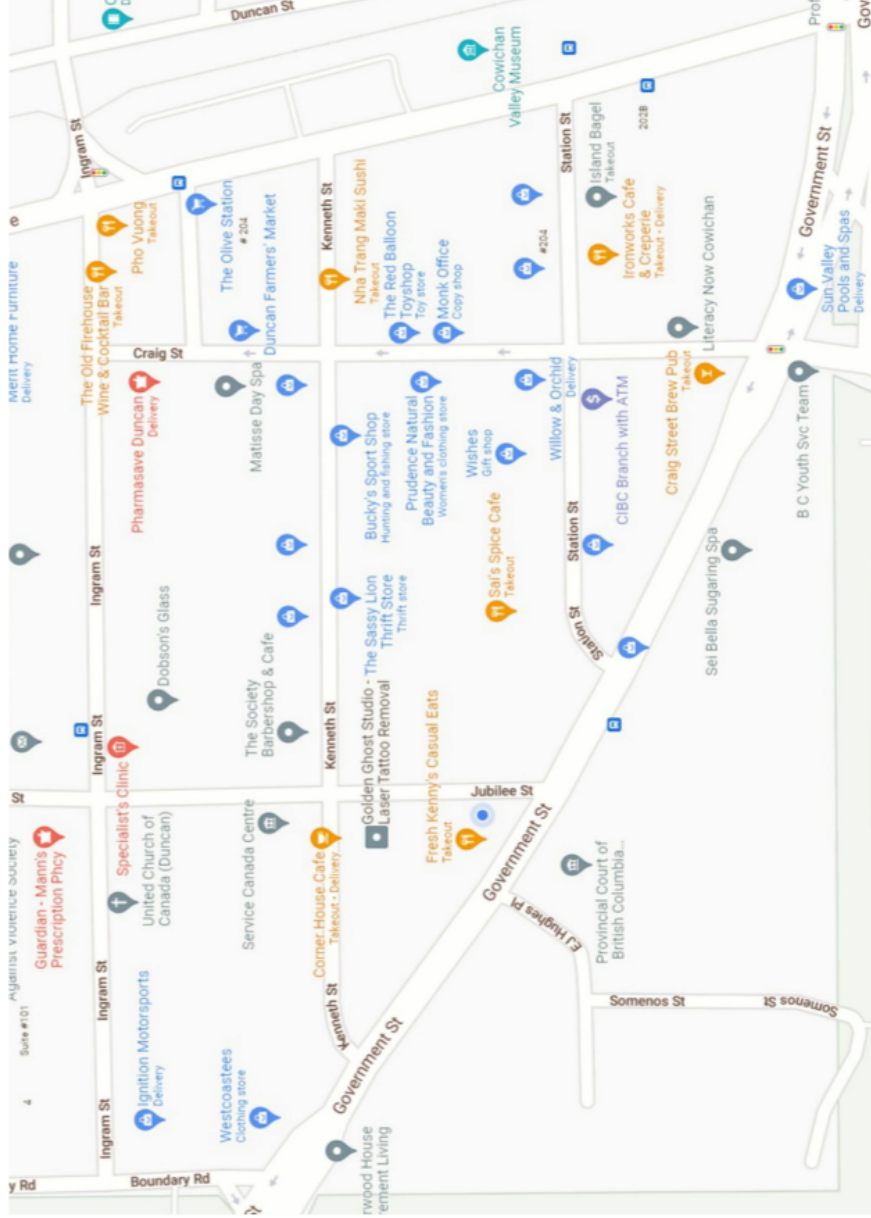 Duncan St
Cowichan
Valley Museum
Ingram St
Station St
Island Bagel
Takeout
202B
Government St
Pho Vuong
Takeout
The Olive Station
# 204
Kenneth St
Nha Trang Maki Sushi
Takeout
The Old Firehouse
Wine & Cocktail Bar
Takeout
Merit Home Furniture
Delivery
Duncan Farmers' Market
The Red Balloon
Toyshop
Toy store
Monk Office
Copy shop
#204
Ironworks Cafe
& Creperie
Takeout • Delivery
Literacy Now Cowichan
Sun Valley
Pools and Spas
Delivery
Craig St
Pharmasave Duncan
Delivery
Matisse Day Spa
Bucky's Sport Shop
Hunting and fishing store
Prudence Natural
Beauty and Fashion
Women's clothing store
Wishes
Gift shop
Willow & Orchid
Delivery
CIBC Branch with ATM
Craig Street Brew Pub
Takeout
B C Youth Svc Team
Ingram St
Station St
Sai's Spice Cafe
Takeout
Dobson's Glass
The Sassy Lion
Thrift Store
Thrift store
Station St
Sei Bella Sugaring Spa
Ingram St
The Society
Barbershop & Cafe
Kenneth St
Golden Ghost Studio -
Laser Tattoo Removal
Jubilee St
St
Specialist's Clinic
Service Canada Centre
Fresh Kenny's Casual Eats
Takeout
Government St
Against Violence Society
Guardian - Mann's
Prescription Phcy
United Church of
Canada (Duncan)
Corner House Cafe
Takeout • Delivery
Provincial Court of
British Columbia...
EJ Hughes Pl
Somenos St
Somenos St
Suite #101
4
Ingram St
Ignition Motorsports
Delivery
Westcoastees
Clothing store
Kenneth St
Government St
Ingram St
Boundary Rd
y Rd
rwood House
rement Living
St